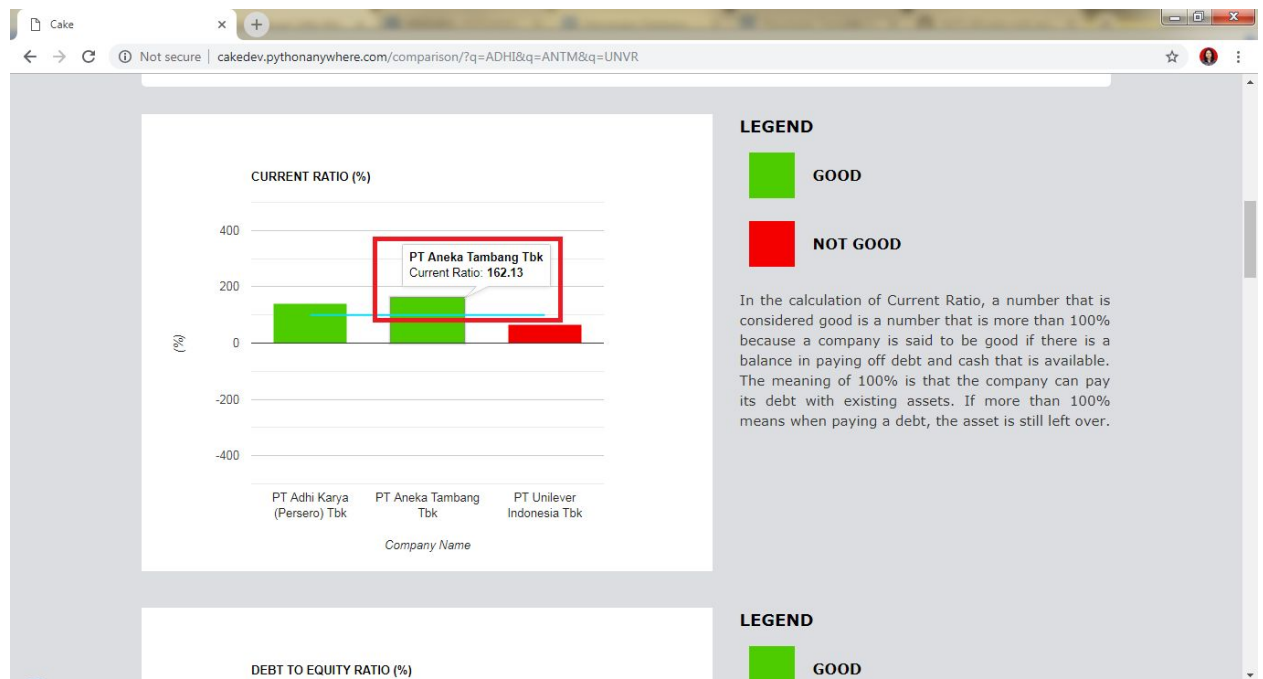 Cake
Not secure | cakedev.pythonanywhere.com/comparison/?q=ADHI&q=ANTM&q=UNVR
CURRENT RATIO (%)
400
200
0
-200
-400
(%)
PT Aneka Tambang Tbk
Current Ratio: 162.13
PT Adhi Karya
(Persero) Tbk
PT Aneka Tambang
Tbk
PT Unilever
Indonesia Tbk
Company Name
LEGEND
GOOD
NOT GOOD
In the calculation of Current Ratio, a number that is
considered good is a number that is more than 100%
because a company is said to be good if there is a
balance in paying off debt and cash that is available.
The meaning of 100% is that the company can pay
its debt with existing assets. If more than 100%
means when paying a debt, the asset is still left over.
DEBT TO EQUITY RATIO (%)
LEGEND
GOOD